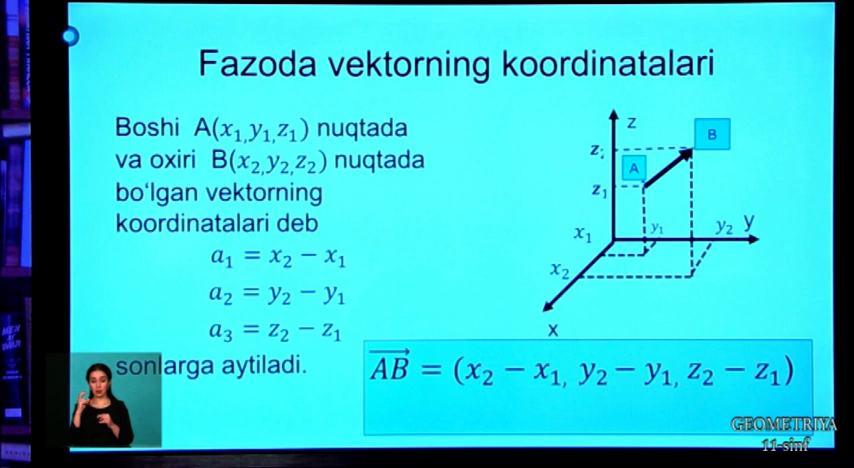 Fazoda vektorning koordinatalari
Boshi A(x₁,y₁,z₁) nuqtada
va oxiri B(x₂,y₂,z₂) nuqtada
bo‘lgan vektorning
koordinatalari deb
a₁ = x₂ − x₁
a₂ = y₂ − y₁
a₃ = z₂ − z₁
sonlarga aytiladi.
z
B
A
z₁
x₁
y₁
y₂ y
x₂
x
AB = (x₂ − x₁, y₂ − y₁, z₂ − z₁)
GEOMETRIYA
11-sinf